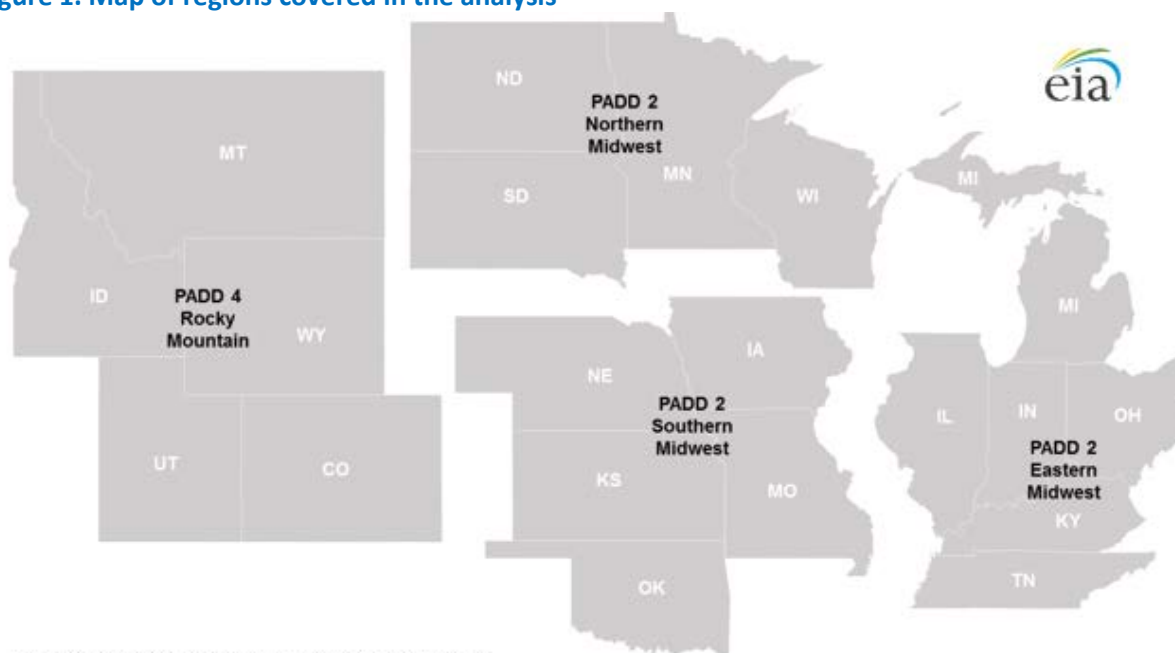 igure 1. Map of regions covered in the analysis
eia
ND
PADD 2
Northern
Midwest
MN
SD
WI
MI
MI
MT
ID
PADD 4
Rocky
Mountain
WY
UT
CO
NE
IA
PADD 2
Southern
Midwest
KS
MO
OK
IL
IN
OH
PADD 2
Eastern
Midwest
KY
TN